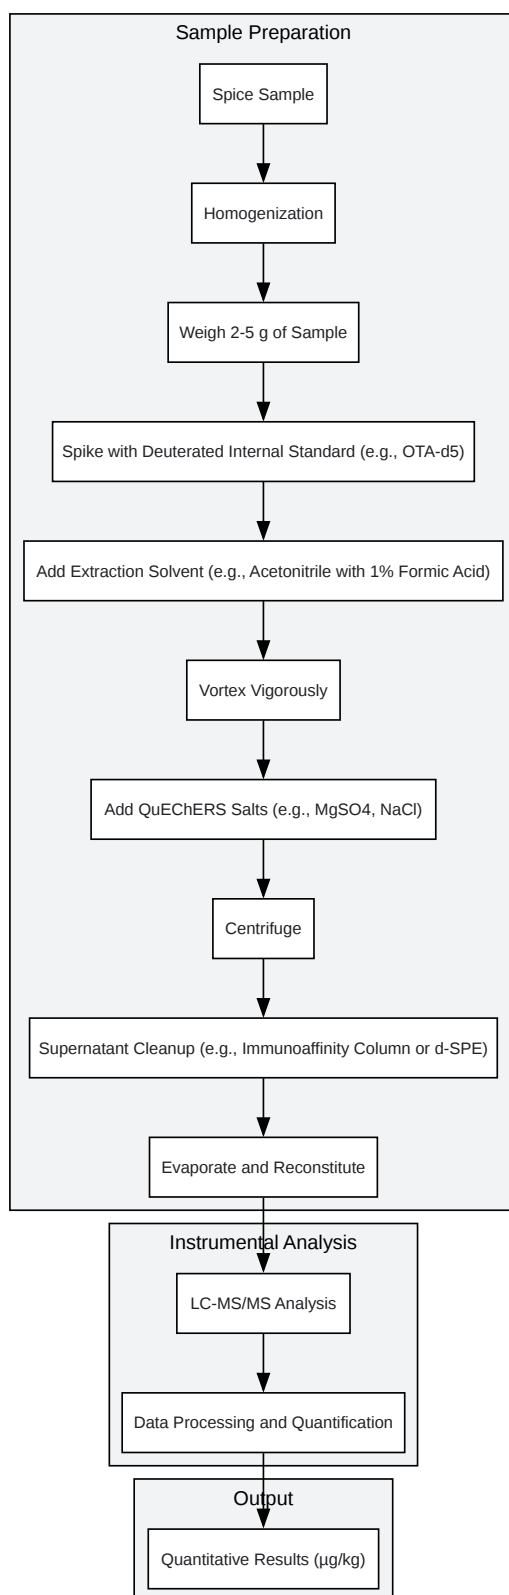 Sample Preparation
Spice Sample
Homogenization
Weigh 2-5 g of Sample
Spike with Deuterated Internal Standard (e.g., OTA-d5)
Add Extraction Solvent (e.g., Acetonitrile with 1% Formic Acid)
Vortex Vigorously
Add QuEChERS Salts (e.g., MgSO4, NaCl)
Centrifuge
Supernatant Cleanup (e.g., Immunoaffinity Column or d-SPE)
Evaporate and Reconstitute
Instrumental Analysis
LC-MS/MS Analysis
Data Processing and Quantification
Output
Quantitative Results (µg/kg)